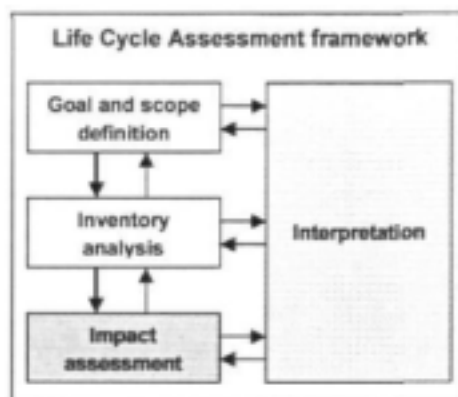 Life Cycle Assessment framework
Goal and scope
definition
Inventory
analysis
Interpretation
Impact
assessment